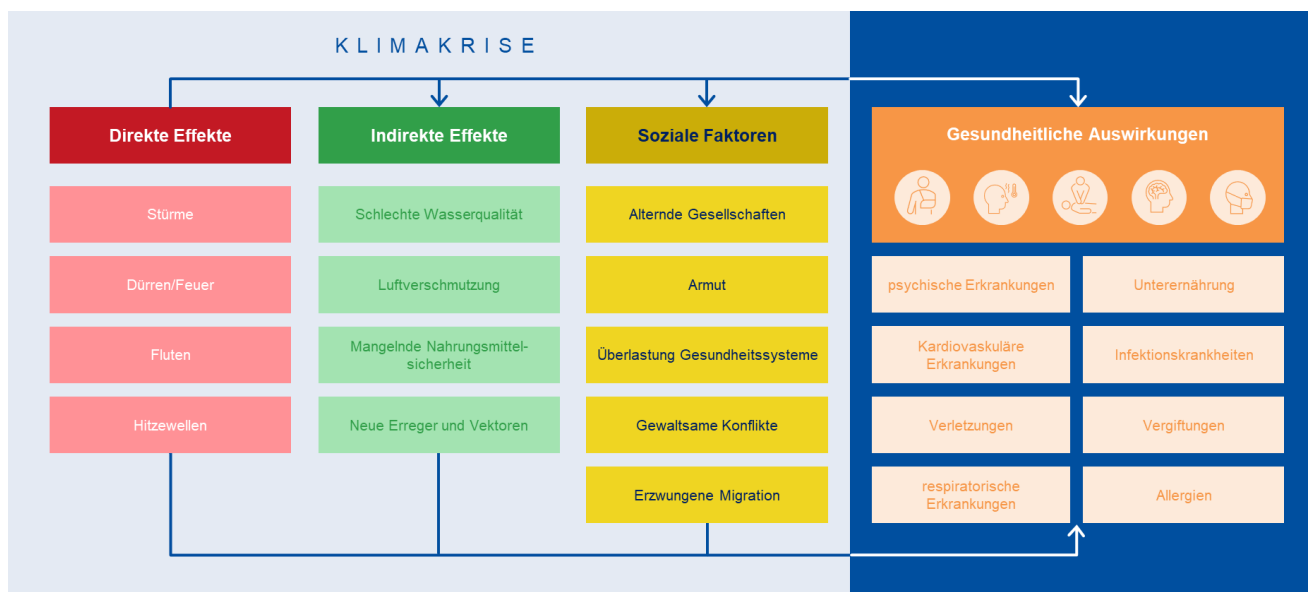 KLIMAKRISE
Direkte Effekte
Stürme
Dürren/Feuer
Fluten
Hitzewellen
Indirekte Effekte
Schlechte Wasserqualität
Luftverschmutzung
Mangelnde Nahrungsmittel-
sicherheit
Neue Erreger und Vektoren
Soziale Faktoren
Alternde Gesellschaften
Armut
Überlastung Gesundheitssysteme
Gewaltsame Konflikte
Erzwungene Migration
Gesundheitliche Auswirkungen
psychische Erkrankungen
Kardiovaskuläre
Erkrankungen
Verletzungen
respiratorische
Erkrankungen
Unterernährung
Infektionskrankheiten
Vergiftungen
Allergien